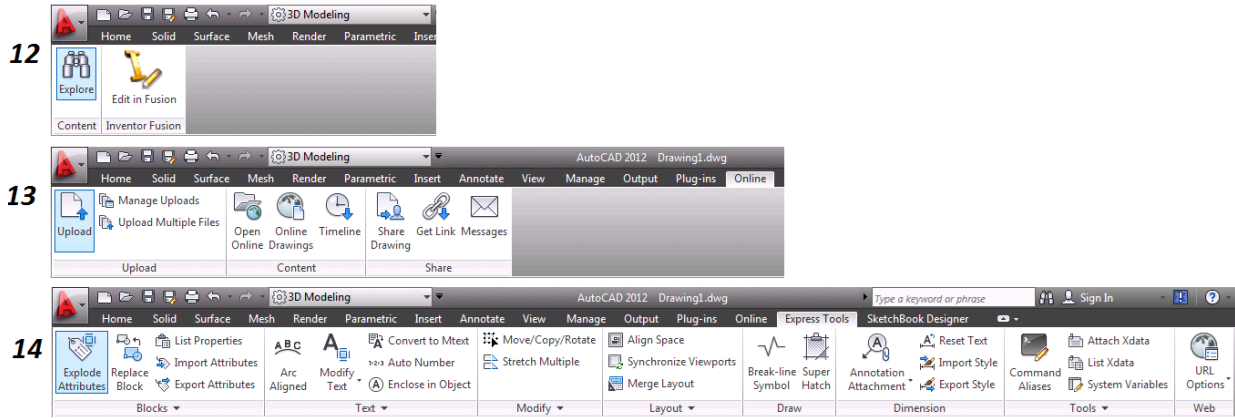 3D Modeling
Home Solid Surface Mesh Render Parametric
12
Explore
Edit in Fusion
Content Inventor Fusion
3D Modeling AutoCAD 2012 Drawing1.dwg
Home Solid Surface Mesh Render Parametric Insert Annotate View Manage Output Plug-ins Online
13
Upload
Manage Uploads
Upload Multiple Files
Open Online
Online Drawings
Timeline
Share Drawing
Get Link
Messages
Upload Content Share
3D Modeling AutoCAD 2012 Drawing1.dwg Type a keyword or phrase Sign In
Home Solid Surface Mesh Render Parametric Insert Annotate View Manage Output Plug-ins Online Express Tools SketchBook Designer
14
Explode Attributes
Replace Block
List Properties
Import Attributes
Export Attributes
ABC
Arc Aligned
Modify Text
Convert to Mtext
Auto Number
Enclose in Object
Move/Copy/Rotate
Stretch Multiple
Align Space
Synchronize Viewports
Merge Layout
Break-line Symbol
Super Hatch
Annotation Attachment
Reset Text
Import Style
Export Style
Command Aliases
Attach Xdata
List Xdata
System Variables
URL Options
Blocks Text Modify Layout Draw Dimension Tools Web